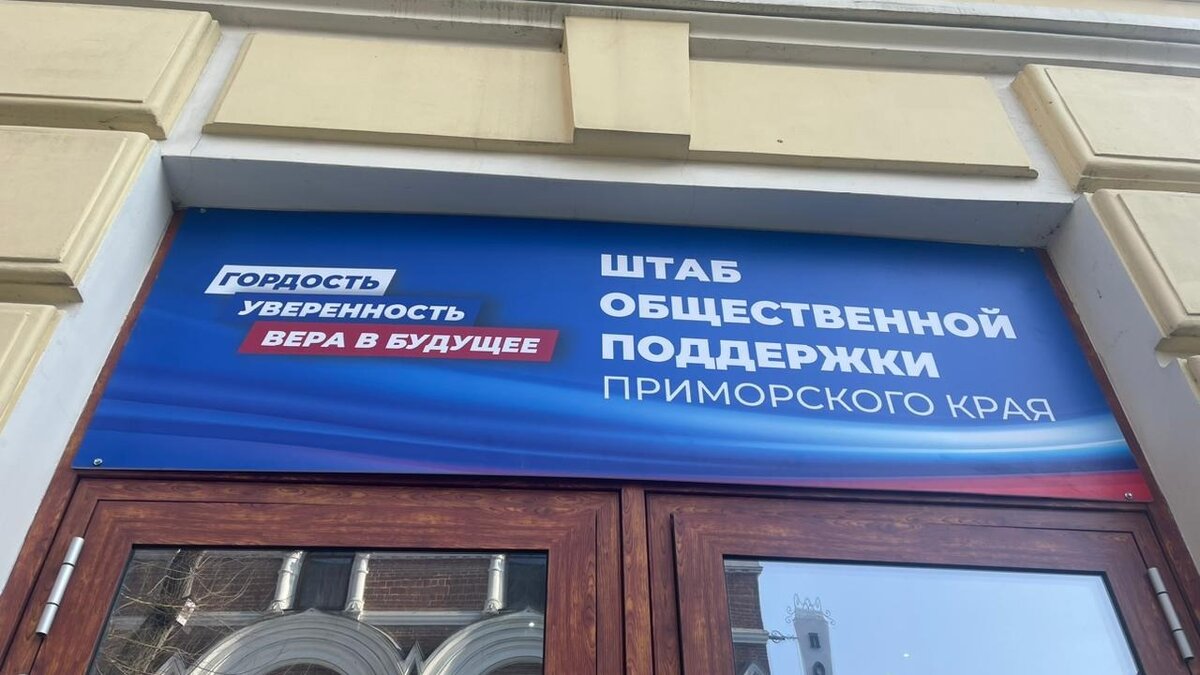 ГОРДОСТЬ
УВЕРЕННОСТЬ
ВЕРА В БУДУЩЕЕ
ШТАБ
ОБЩЕСТВЕННОЙ
ПОДДЕРЖКИ
ПРИМОРСКОГО КРАЯ